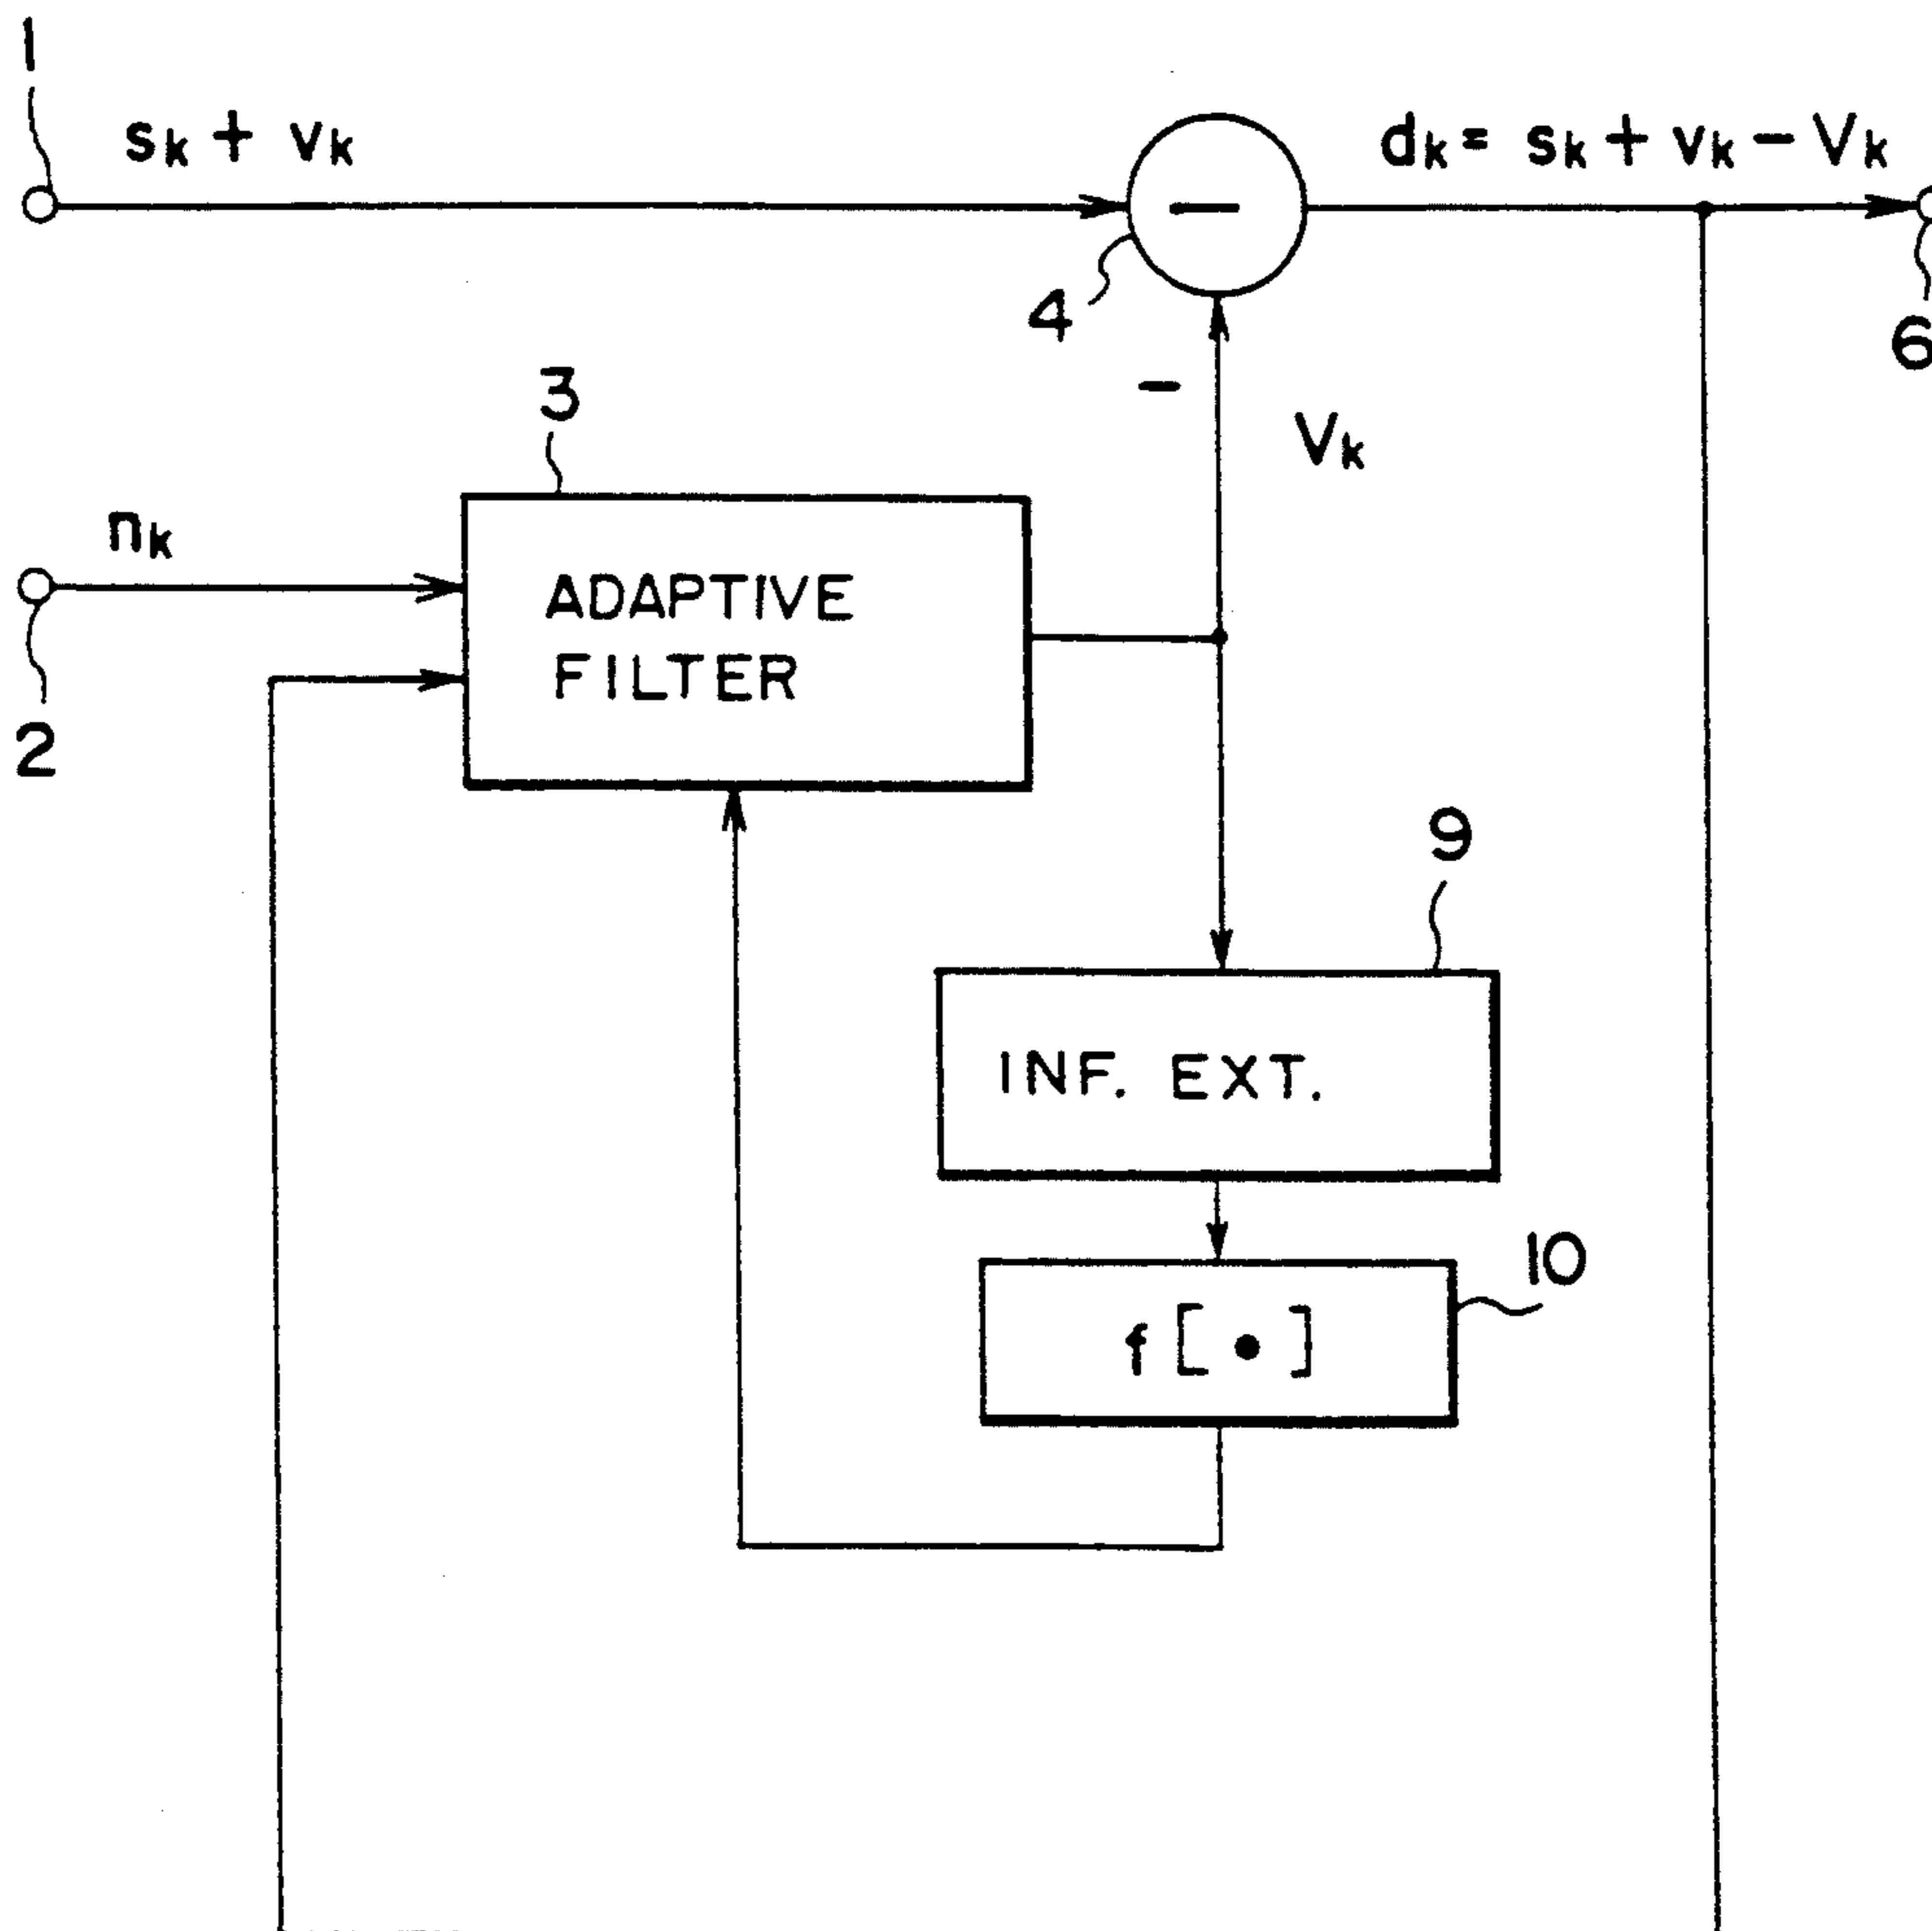 1
sk + vk
dk = sk + vk − Vk
4
6
3
−
Vk
nk
ADAPTIVE
FILTER
2
9
INF. EXT.
10
f [ • ]